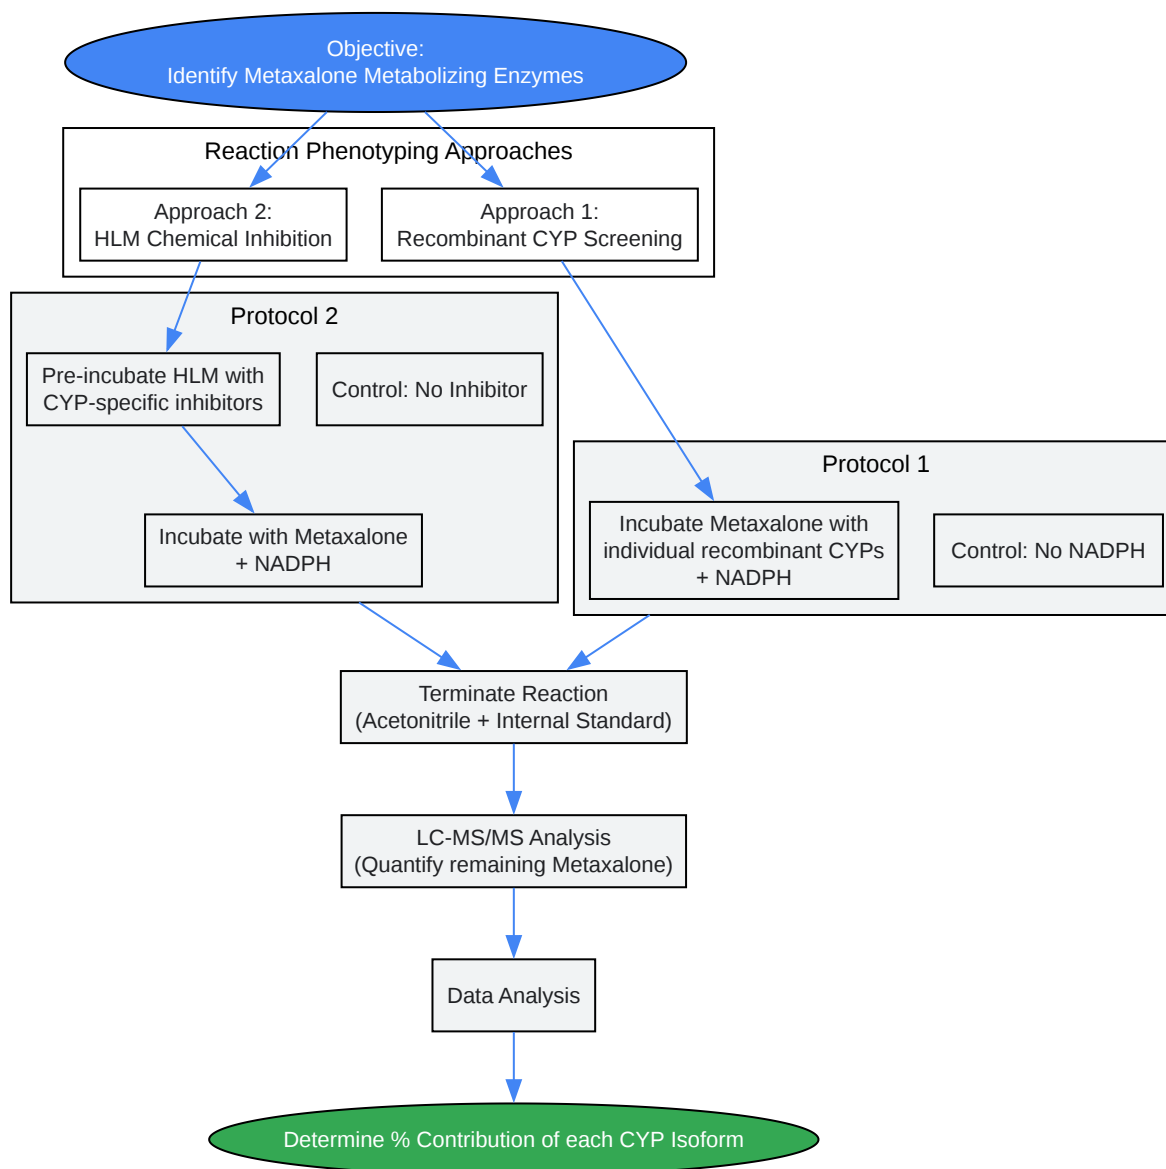 Objective:
Identify Metaxalone Metabolizing Enzymes
Reaction Phenotyping Approaches
Approach 2:
HLM Chemical Inhibition
Approach 1:
Recombinant CYP Screening
Protocol 2
Pre-incubate HLM with
CYP-specific inhibitors
Control: No Inhibitor
Incubate with Metaxalone
+ NADPH
Protocol 1
Incubate Metaxalone with
individual recombinant CYPs
+ NADPH
Control: No NADPH
Terminate Reaction
(Acetonitrile + Internal Standard)
LC-MS/MS Analysis
(Quantify remaining Metaxalone)
Data Analysis
Determine % Contribution of each CYP Isoform